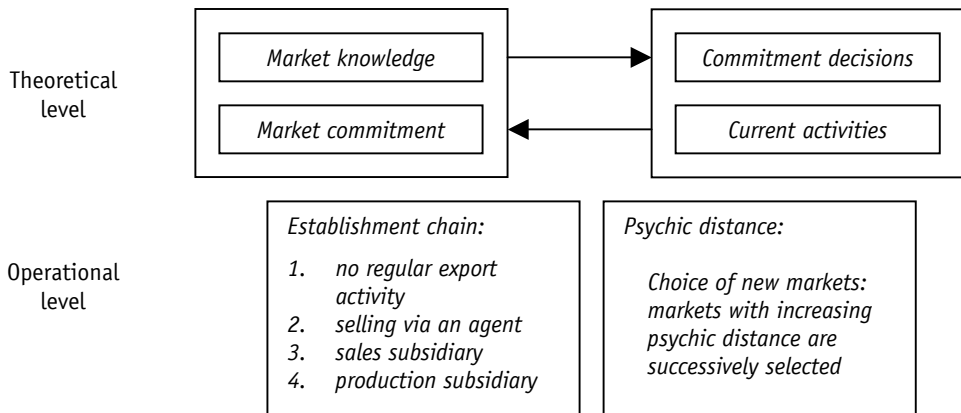 Theoretical
level
Market knowledge
Market commitment
Commitment decisions
Current activities
Operational
level
Establishment chain:
1. no regular export
activity
2. selling via an agent
3. sales subsidiary
4. production subsidiary
Psychic distance:
Choice of new markets:
markets with increasing
psychic distance are
successively selected